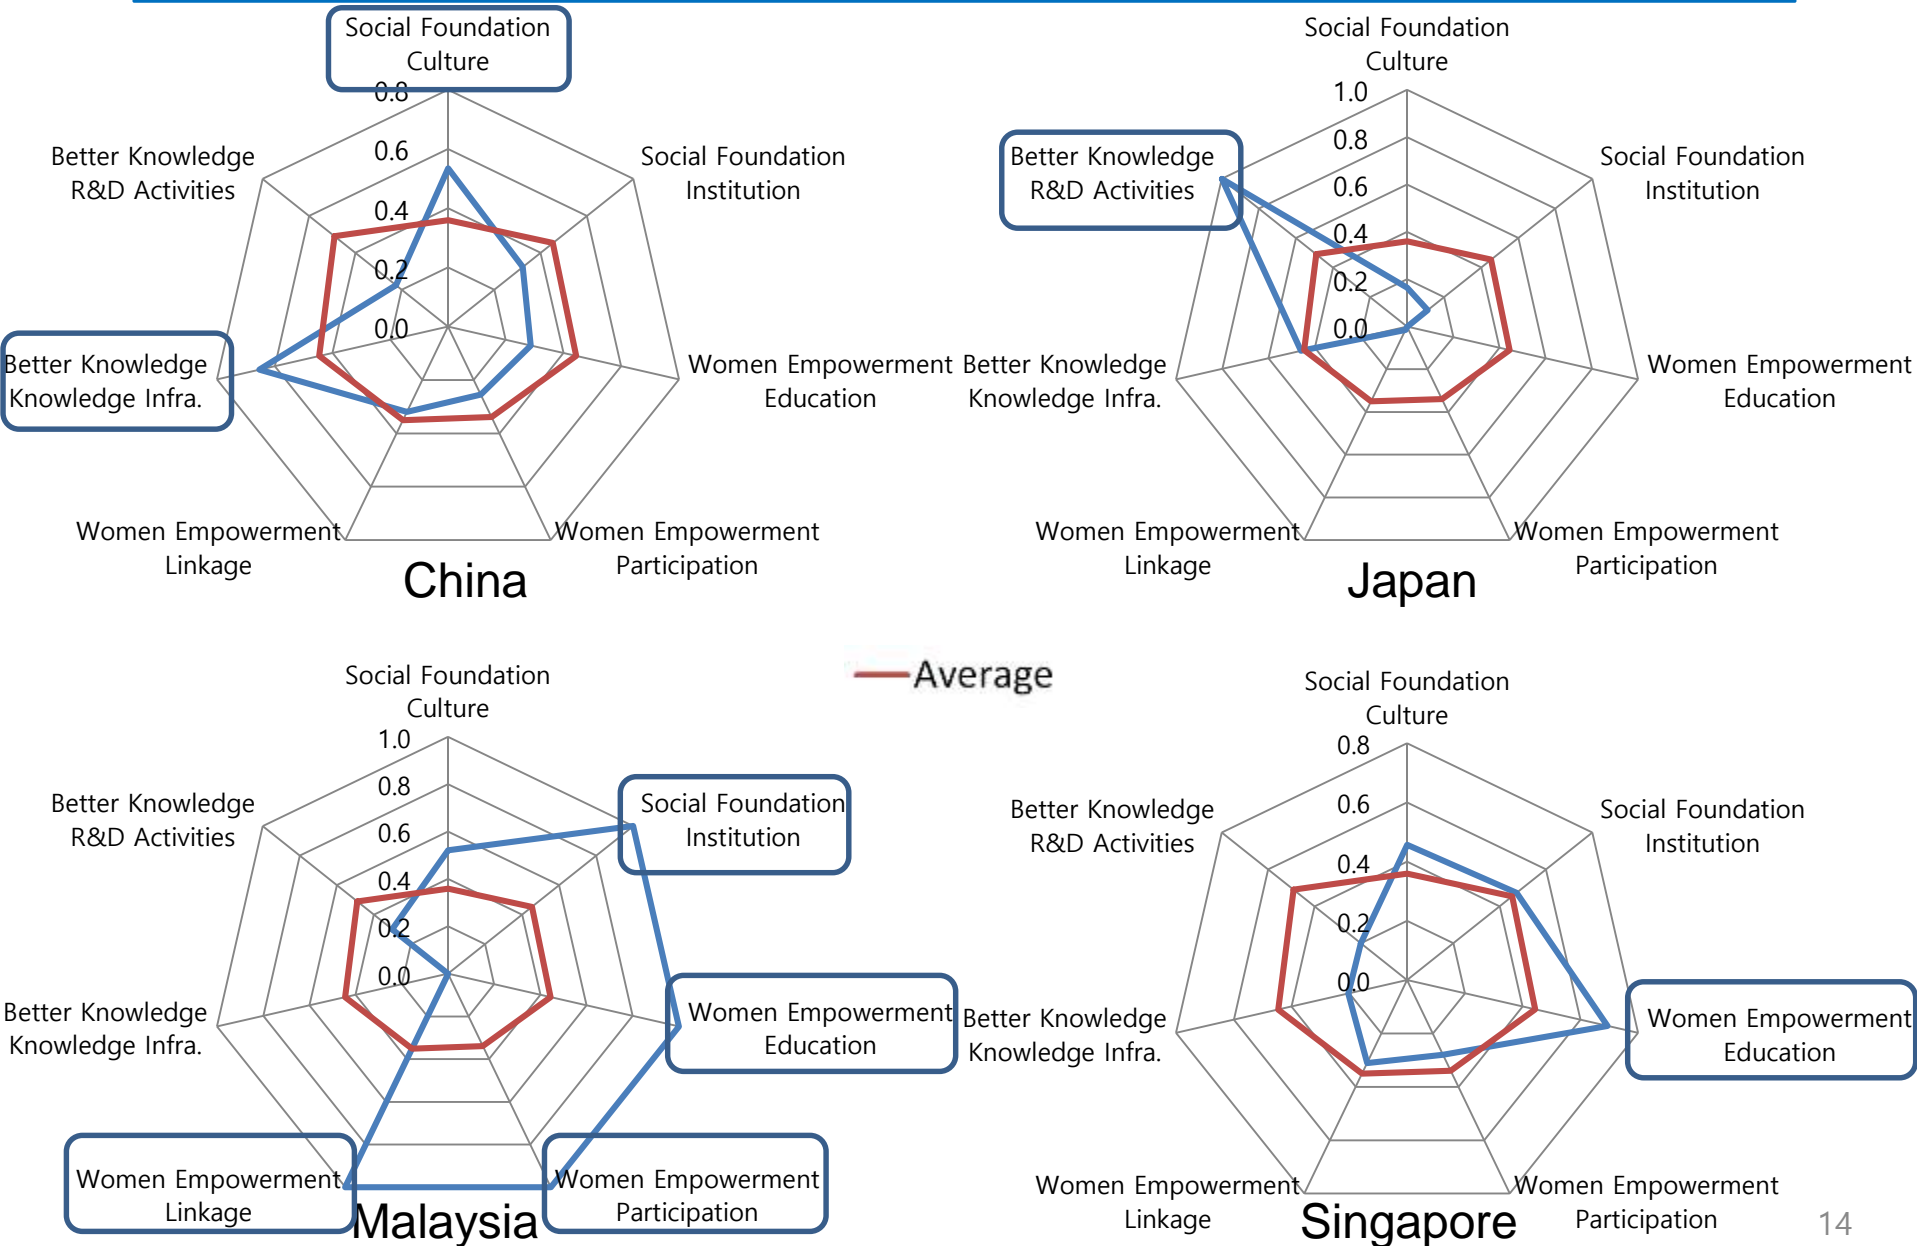 Social Foundation
Culture
0.8
0.6
0.4
0.2
0.0
Social Foundation
Institution
Women Empowerment
Education
Women Empowerment
Participation
Women Empowerment
Linkage
Better Knowledge
Knowledge Infra.
Better Knowledge
R&D Activities
China
Social Foundation
Culture
1.0
0.8
0.6
0.4
0.2
0.0
Social Foundation
Institution
Women Empowerment
Education
Women Empowerment
Participation
Women Empowerment
Linkage
Better Knowledge
Knowledge Infra.
Better Knowledge
R&D Activities
Japan
Average
Social Foundation
Culture
1.0
0.8
0.6
0.4
0.2
0.0
Social Foundation
Institution
Women Empowerment
Education
Women Empowerment
Participation
Women Empowerment
Linkage
Better Knowledge
Knowledge Infra.
Better Knowledge
R&D Activities
Malaysia
Social Foundation
Culture
0.8
0.6
0.4
0.2
0.0
Social Foundation
Institution
Women Empowerment
Education
Women Empowerment
Participation
Women Empowerment
Linkage
Better Knowledge
Knowledge Infra.
Better Knowledge
R&D Activities
Singapore
14